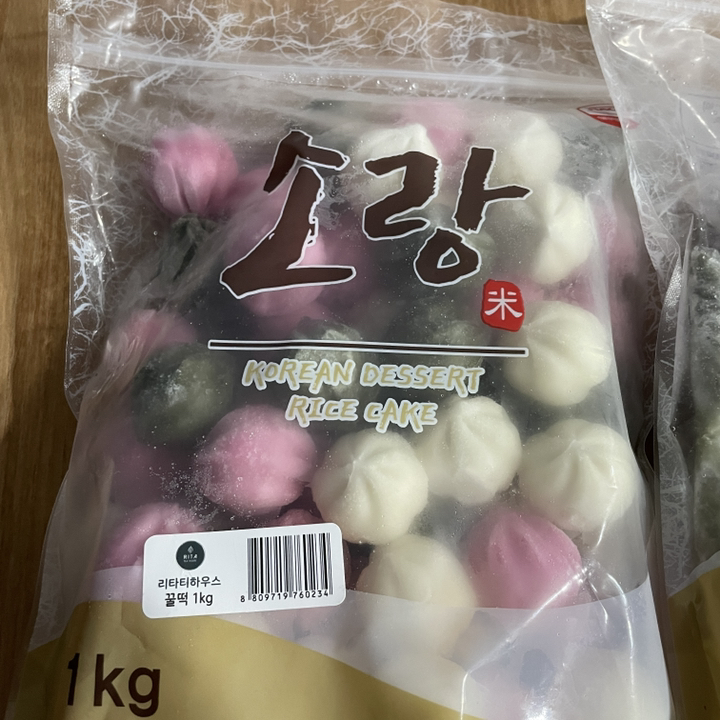 소랑
米
KOREAN DESSERT
RICE CAKE
RITA
리타티하우스
꿀떡 1kg
8 809719 760234
1kg